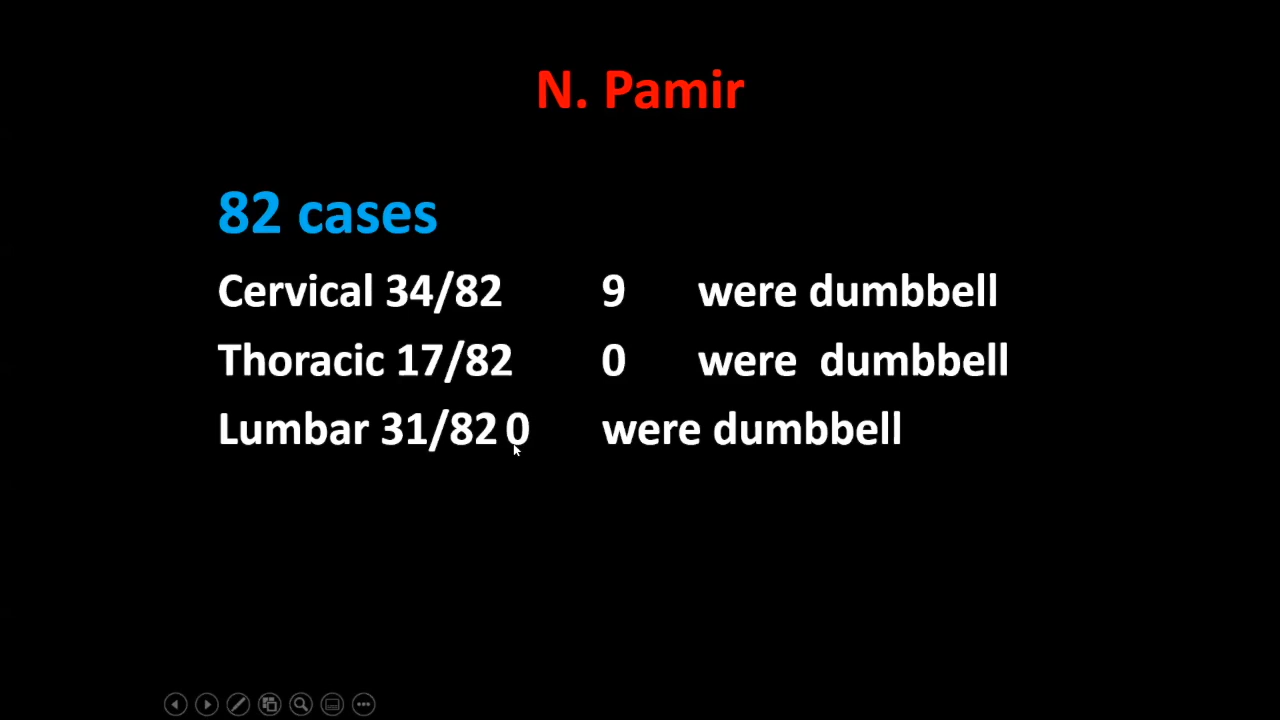 N. Pamir
82 cases
Cervical 34/82 9 were dumbbell
Thoracic 17/82 0 were dumbbell
Lumbar 31/82 0 were dumbbell